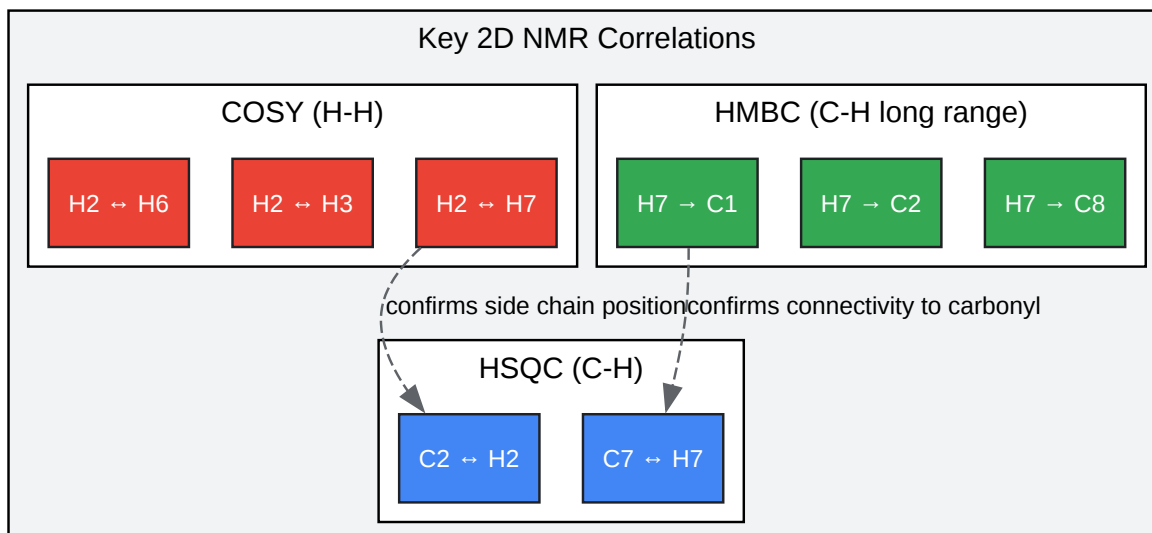 Key 2D NMR Correlations
COSY (H-H)
H2 ↔ H6
H2 ↔ H3
H2 ↔ H7
HMBC (C-H long range)
H7 → C1
H7 → C2
H7 → C8
confirms side chain position
confirms connectivity to carbonyl
HSQC (C-H)
C2 ↔ H2
C7 ↔ H7